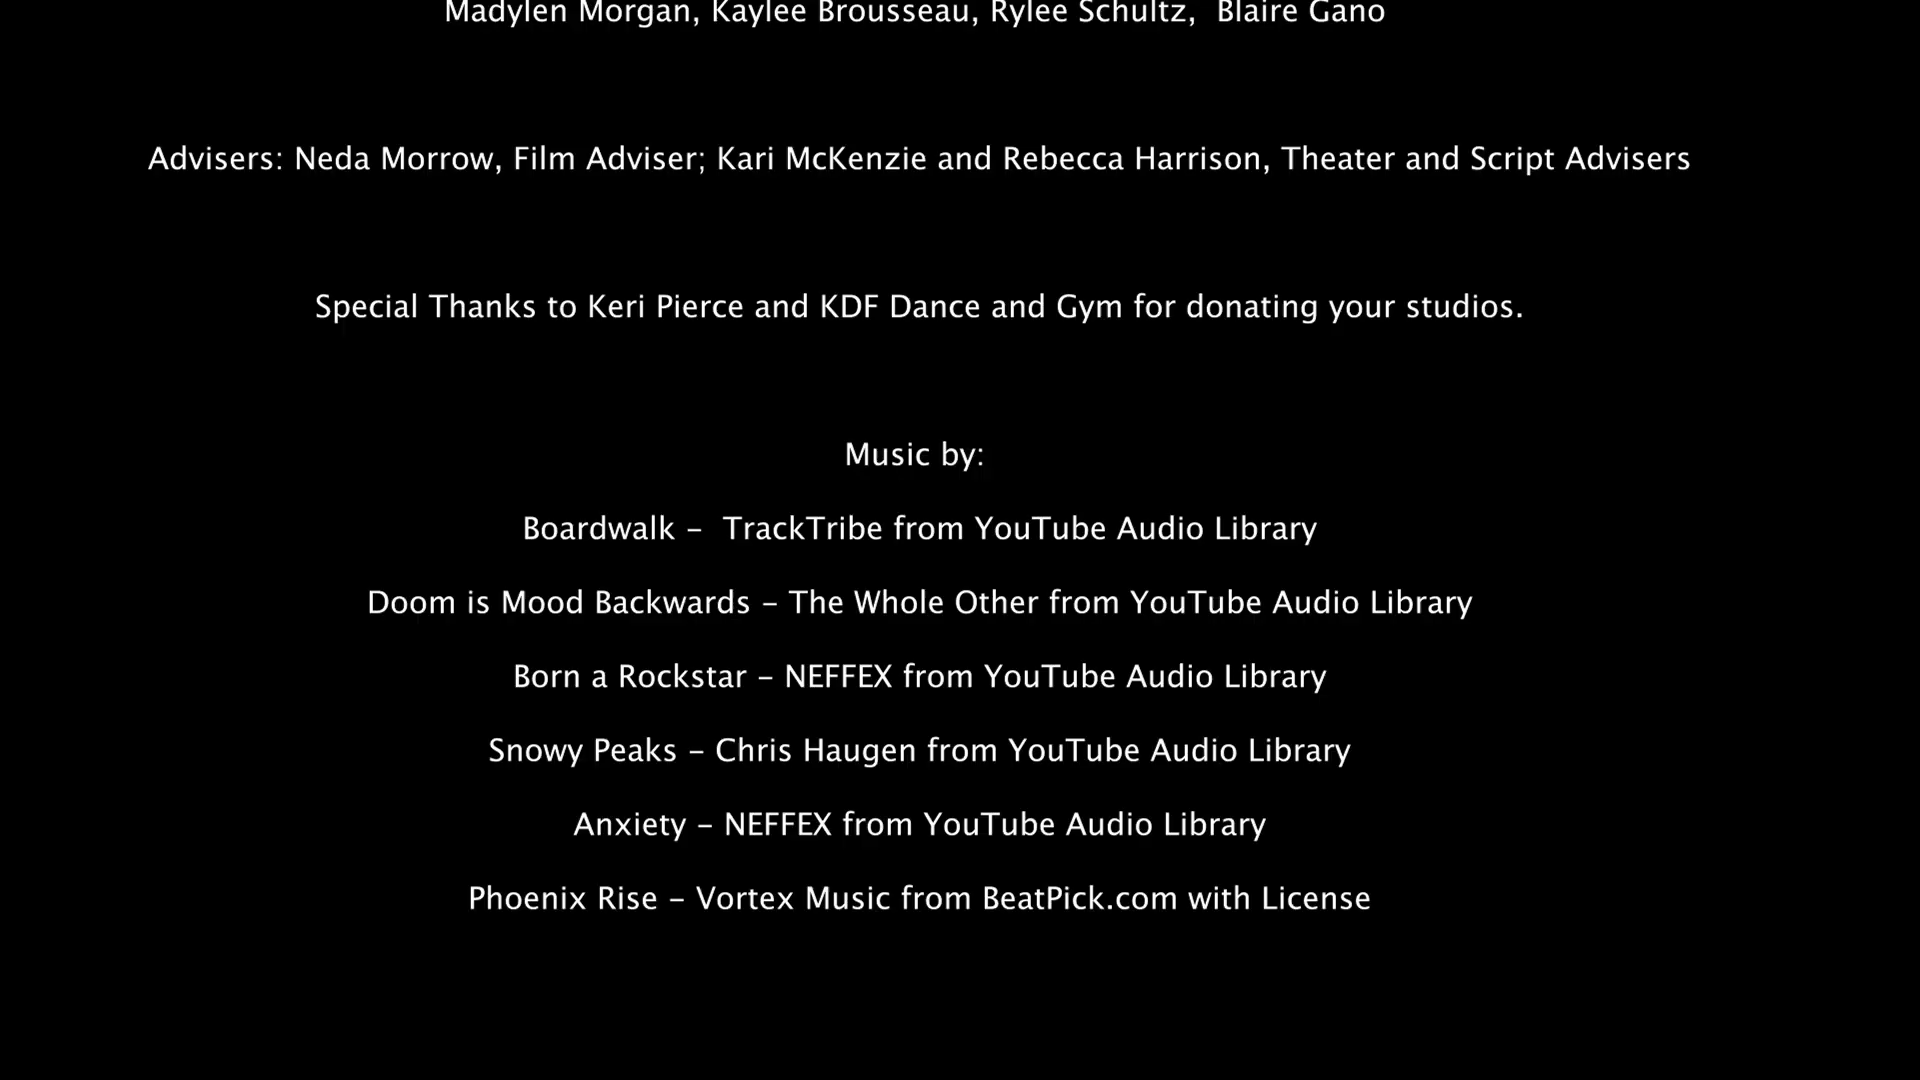 Madylen Morgan, Kaylee Brousseau, Rylee Schultz,  Blaire Gano
Advisers: Neda Morrow, Film Adviser; Kari McKenzie and Rebecca Harrison, Theater and Script Advisers
Special Thanks to Keri Pierce and KDF Dance and Gym for donating your studios.
Music by:
Boardwalk -  TrackTribe from YouTube Audio Library
Doom is Mood Backwards - The Whole Other from YouTube Audio Library
Born a Rockstar - NEFFEX from YouTube Audio Library
Snowy Peaks - Chris Haugen from YouTube Audio Library
Anxiety - NEFFEX from YouTube Audio Library
Phoenix Rise - Vortex Music from BeatPick.com with License